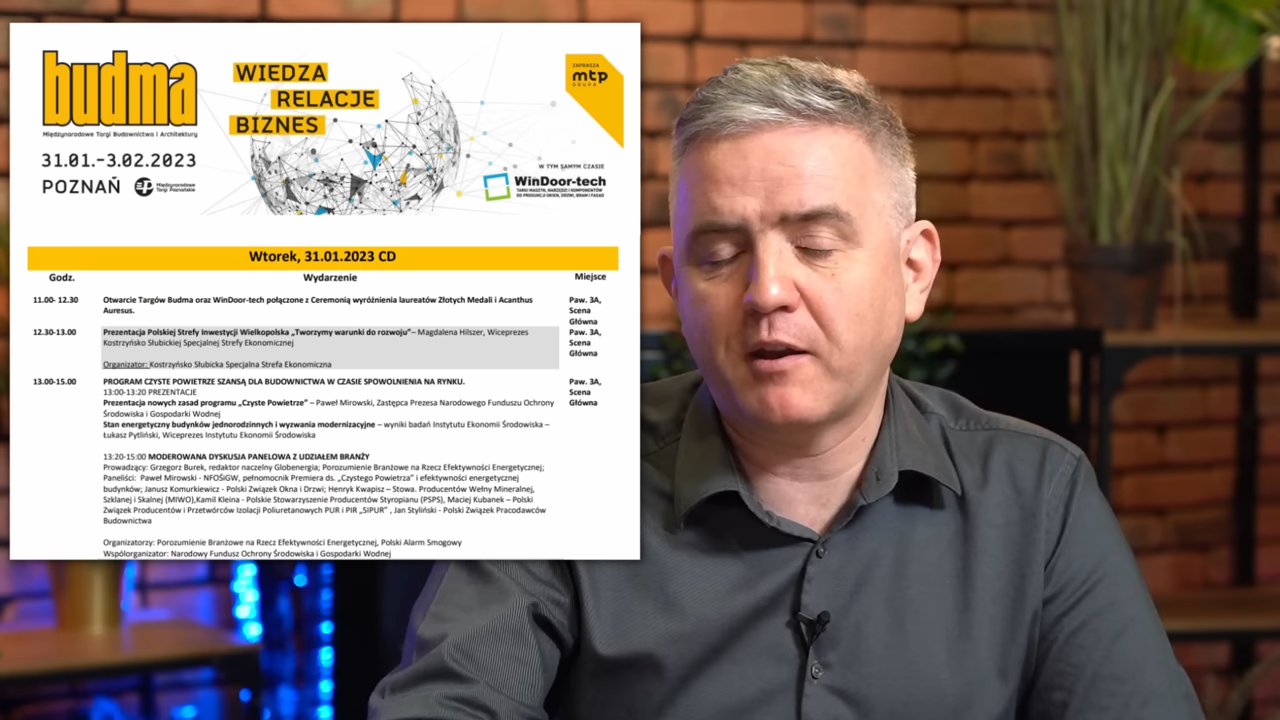 budma
Międzynarodowe Targi Budownictwa i Architektury
31.01.-3.02.2023
POZNAŃ
Międzynarodowe
Targi Poznańskie
WIEDZA
RELACJE
BIZNES
ZAPRASZA
mtp
GRUPA
W TYM SAMYM CZASIE
WinDoor-tech
TARGI MASZYN, NARZĘDZI I KOMPONENTÓW
DO PRODUKCJI OKIEN, DRZWI, BRAM I FASAD
Wtorek, 31.01.2023 CD
Godz. Wydarzenie Miejsce
11.00- 12.30 Otwarcie Targów Budma oraz WinDoor-tech połączone z Ceremonią wyróżnienia laureatów Złotych Medali i Acanthus Paw. 3A,
Auresus. Scena
Główna
12.30-13.00 Prezentacja Polskiej Strefy Inwestycji Wielkopolska „Tworzymy warunki do rozwoju”– Magdalena Hilszer, Wiceprezes Paw. 3A,
Kostrzyńsko Słubickiej Specjalnej Strefy Ekonomicznej Scena
Główna
Organizator: Kostrzyńsko Słubicka Specjalna Strefa Ekonomiczna
13.00-15.00 PROGRAM CZYSTE POWIETRZE SZANSĄ DLA BUDOWNICTWA W CZASIE SPOWOLNIENIA NA RYNKU. Paw. 3A,
13:00-13:20 PREZENTACJE Scena
Prezentacja nowych zasad programu „Czyste Powietrze” – Paweł Mirowski, Zastępca Prezesa Narodowego Funduszu Ochrony Główna
Środowiska i Gospodarki Wodnej
Stan energetyczny budynków jednorodzinnych i wyzwania modernizacyjne – wyniki badań Instytutu Ekonomii Środowiska –
Łukasz Pytliński, Wiceprezes Instytutu Ekonomii Środowiska
13:20-15:00 MODEROWANA DYSKUSJA PANELOWA Z UDZIAŁEM BRANŻY
Prowadzący: Grzegorz Burek, redaktor naczelny Globenergia; Porozumienie Branżowe na Rzecz Efektywności Energetycznej;
Paneliści: Paweł Mirowski - NFOŚiGW, pełnomocnik Premiera ds. „Czystego Powietrza” i efektywności energetycznej
budynków; Janusz Komurkiewicz - Polski Związek Okna i Drzwi; Henryk Kwapisz – Stowa. Producentów Wełny Mineralnej,
Szklanej i Skalnej (MIWO),Kamil Kleina - Polskie Stowarzyszenie Producentów Styropianu (PSPS), Maciej Kubanek – Polski
Związek Producentów i Przetwórców Izolacji Poliuretanowych PUR i PIR „SIPUR” , Jan Styliński - Polski Związek Pracodawców
Budownictwa
Organizatorzy: Porozumienie Branżowe na Rzecz Efektywności Energetycznej, Polski Alarm Smogowy
Współorganizator: Narodowy Fundusz Ochrony Środowiska i Gospodarki Wodnej